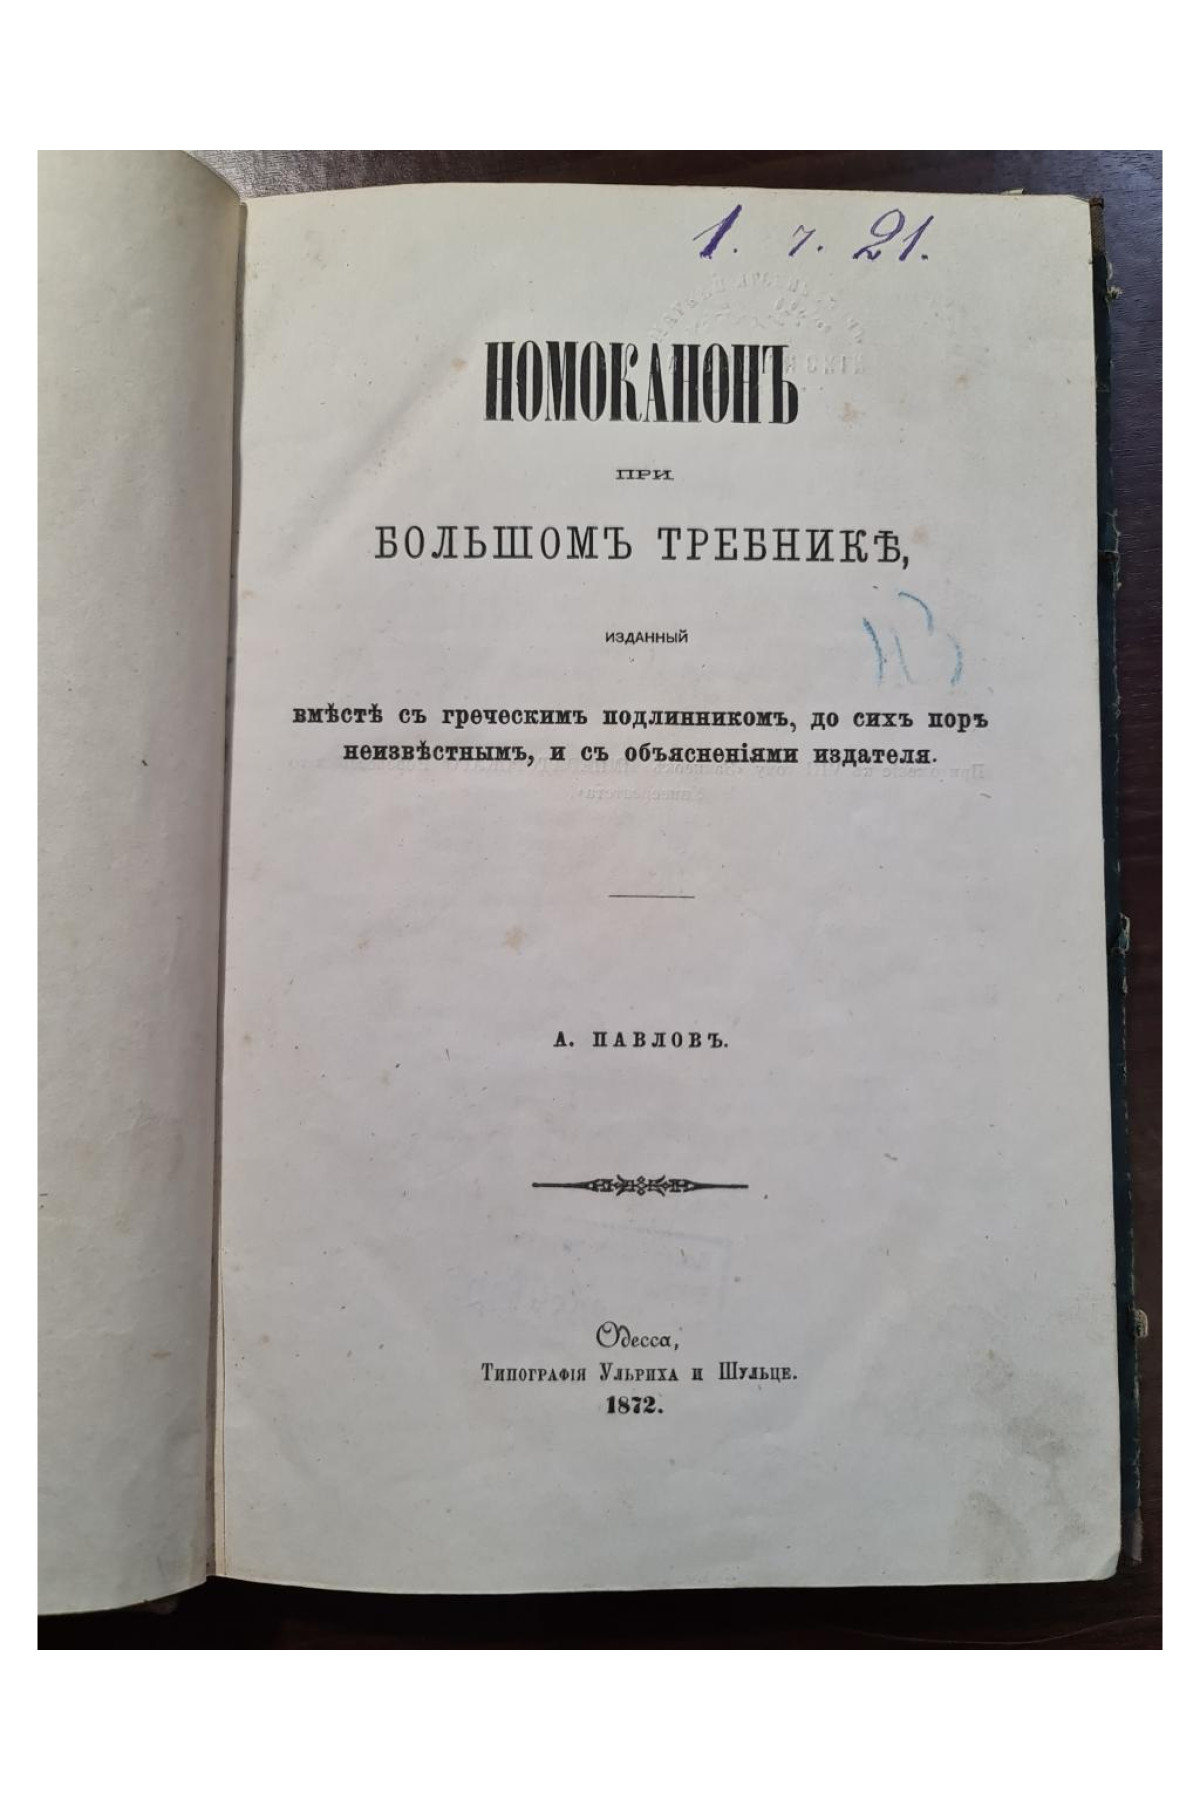 1. 7. 21.
НОМОКАНОНЪ
ПРИ
БОЛЬШОМЪ ТРЕБНИКѢ,
ИЗДАННЫЙ
вмѣстѣ съ греческимъ подлинникомъ, до сихъ поръ
неизвѣстнымъ, и съ объясненіями издателя.
А. ПАВЛОВЪ.
Одесса,
Типографія Ульриха и Шульце.
1872.